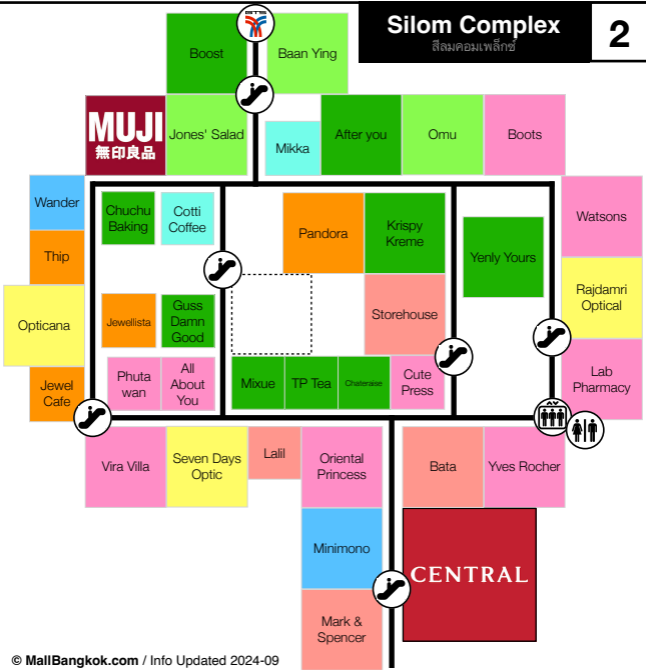 Silom Complex
สีลมคอมเพล็กซ์
2
BTS
Boost
Baan Ying
MUJI
無印良品
Jones' Salad
Mikka
After you
Omu
Boots
Wander
Chuchu
Baking
Cotti
Coffee
Pandora
Krispy
Kreme
Yenly Yours
Watsons
Thip
Opticana
Jewellista
Guss
Damn
Good
Storehouse
Rajdamri
Optical
Jewel
Cafe
Phuta
wan
All
About
You
Mixue
TP Tea
Chateraise
Cute
Press
Lab
Pharmacy
Vira Villa
Seven Days
Optic
Lalil
Oriental
Princess
Bata
Yves Rocher
Minimono
CENTRAL
Mark &
Spencer
© MallBangkok.com / Info Updated 2024-09